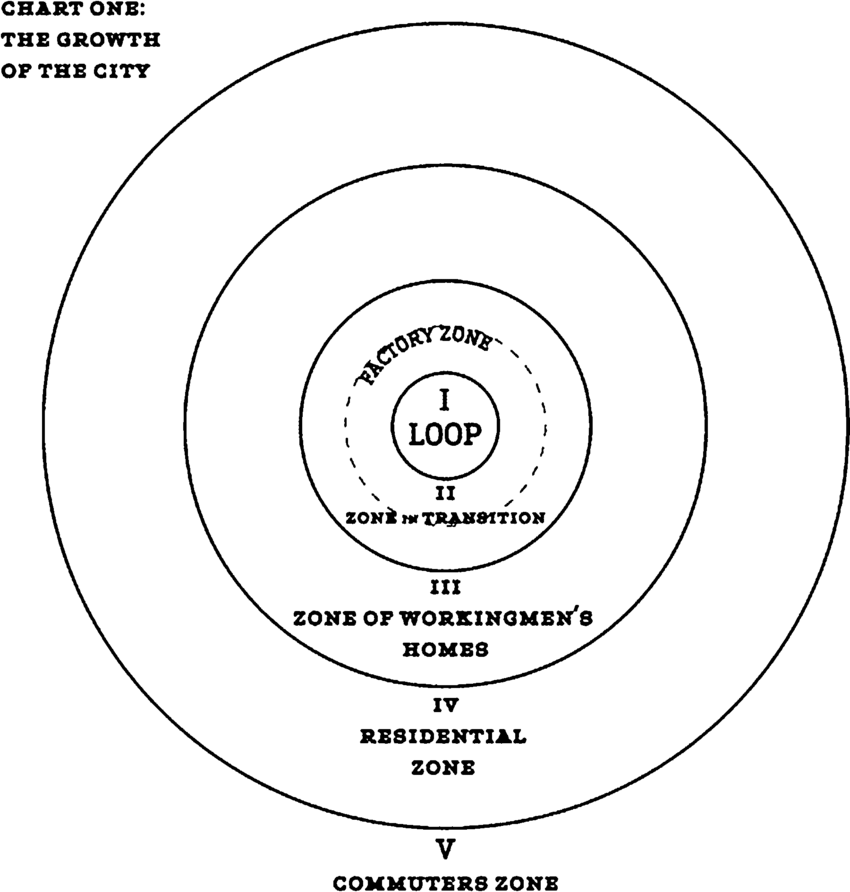 CHART ONE:
THE GROWTH
OF THE CITY
FACTORY ZONE
I
LOOP
II
ZONE IN TRANSITION
III
ZONE OF WORKINGMEN'S
HOMES
IV
RESIDENTIAL
ZONE
V
COMMUTERS ZONE